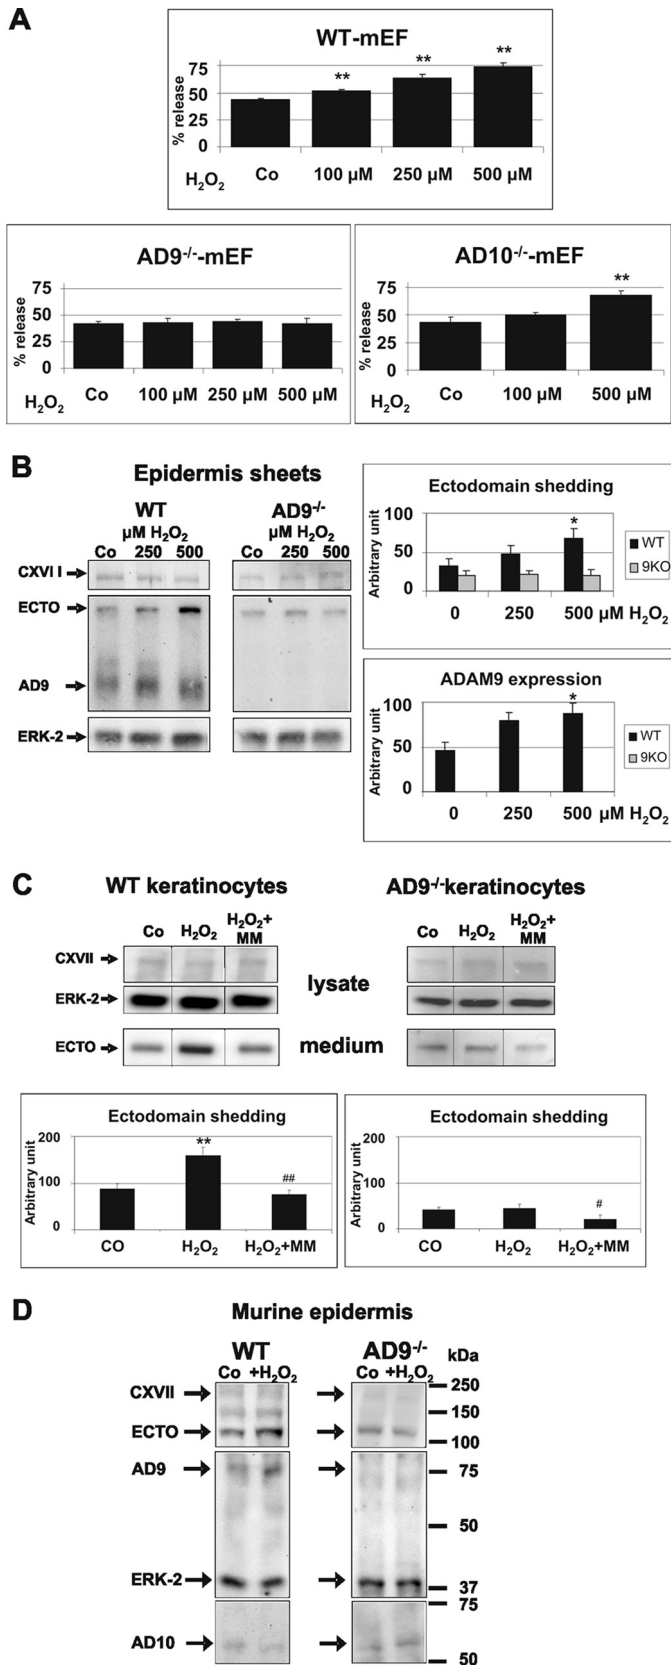 A
WT-mEF
75
50
25
0
% release
** ** **
H₂O₂ Co 100 µM 250 µM 500 µM
AD9-/--mEF
75
50
25
0
% release
H₂O₂ Co 100 µM 250 µM 500 µM
AD10-/--mEF
75
50
25
0
% release
**
H₂O₂ Co 100 µM 500 µM
B
Epidermis sheets
WT
µM H₂O₂
Co 250 500
AD9-/-
µM H₂O₂
Co 250 500
CXVI I
ECTO
AD9
ERK-2
Ectodomain shedding
100
50
0
Arbitrary unit
*
WT
9KO
0 250 500 µM H₂O₂
ADAM9 expression
100
50
0
Arbitrary unit
*
WT
9KO
0 250 500 µM H₂O₂
C
WT keratinocytes
Co H₂O₂ H₂O₂+
MM
AD9-/-keratinocytes
Co H₂O₂ H₂O₂+
MM
CXVII
ERK-2
lysate
ECTO
medium
Ectodomain shedding
200
100
0
Arbitrary unit
** ##
CO H₂O₂ H₂O₂+MM
Ectodomain shedding
200
100
0
Arbitrary unit
#
CO H₂O₂ H₂O₂+MM
D
Murine epidermis
WT AD9-/- kDa
Co +H₂O₂ Co +H₂O₂
CXVII
ECTO
AD9
ERK-2
AD10
250
150
100
75
50
37
75
50